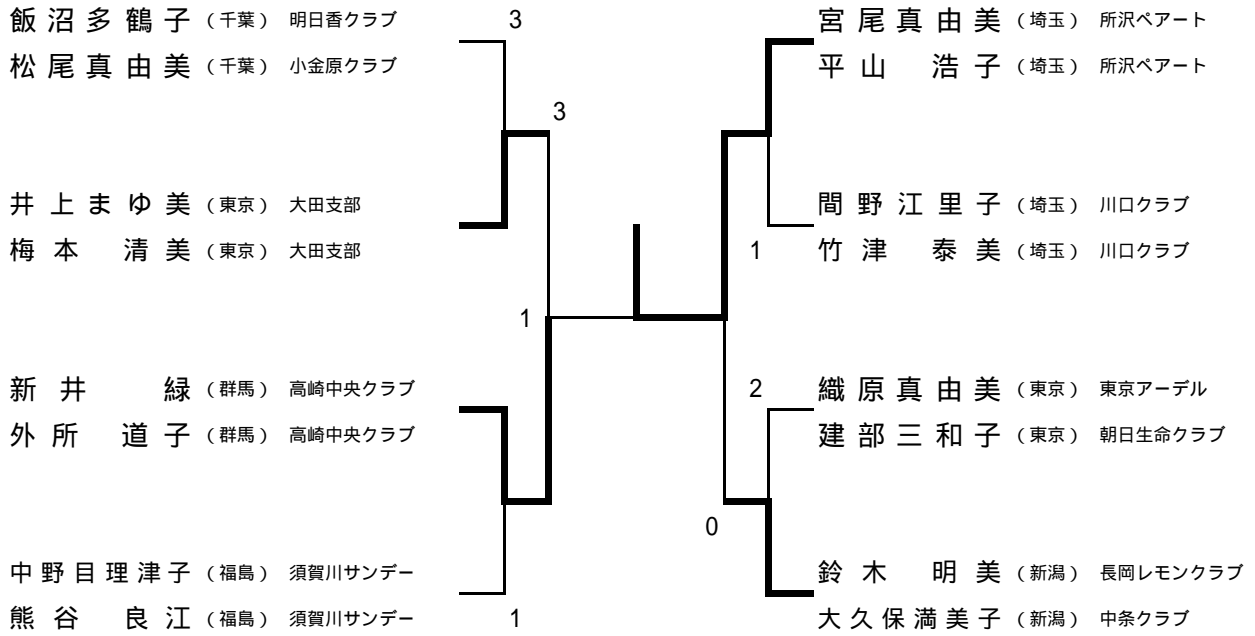 飯沼多鶴子（千葉） 明日香クラブ 3
松尾真由美（千葉） 小金原クラブ
3
井上まゆ美（東京） 大田支部
梅本 清美（東京） 大田支部
1
新井 緑（群馬） 高崎中央クラブ
外所 道子（群馬） 高崎中央クラブ
中野目理津子（福島） 須賀川サンデー
熊谷 良江（福島） 須賀川サンデー 1
宮尾真由美（埼玉） 所沢ペアート
平山 浩子（埼玉） 所沢ペアート
間野江里子（埼玉） 川口クラブ
1 竹津 泰美（埼玉） 川口クラブ
2 織原真由美（東京） 東京アーデル
建部三和子（東京） 朝日生命クラブ
0
鈴木 明美（新潟） 長岡レモンクラブ
大久保満美子（新潟） 中条クラブ